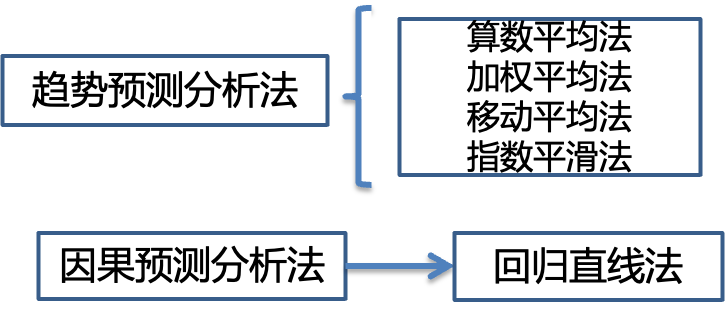 趋势预测分析法
算数平均法
加权平均法
移动平均法
指数平滑法
因果预测分析法
回归直线法